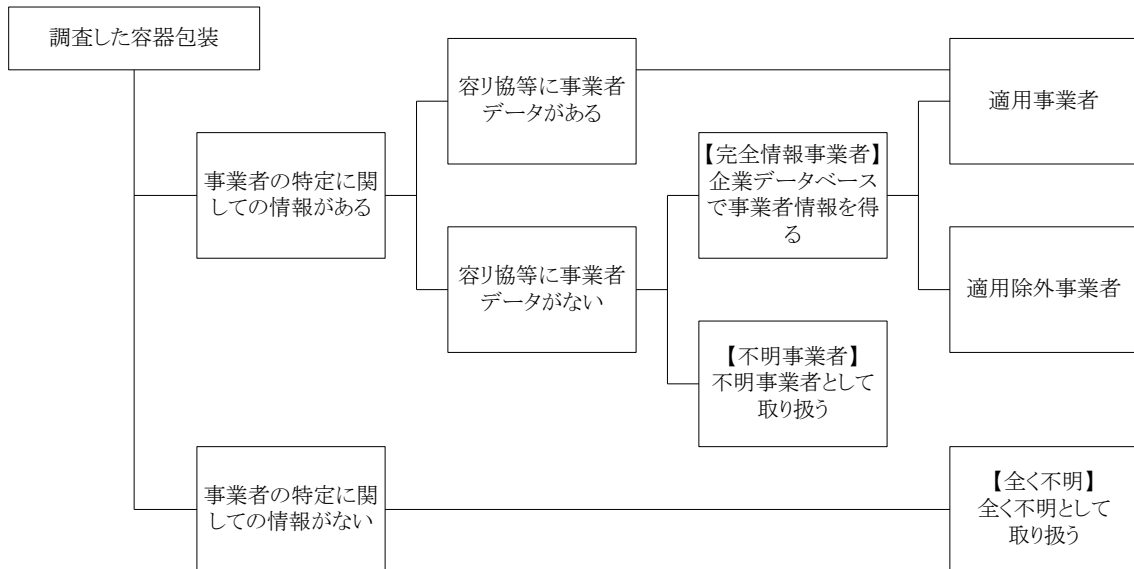 調査した容器包装
容リ協等に事業者
データがある
適用事業者
【完全情報事業者】
企業データベース
で事業者情報を得
る
事業者の特定に関
しての情報がある
容リ協等に事業者
データがない
適用除外事業者
【不明事業者】
不明事業者として
取り扱う
事業者の特定に関
しての情報がない
【全く不明】
全く不明として
取り扱う